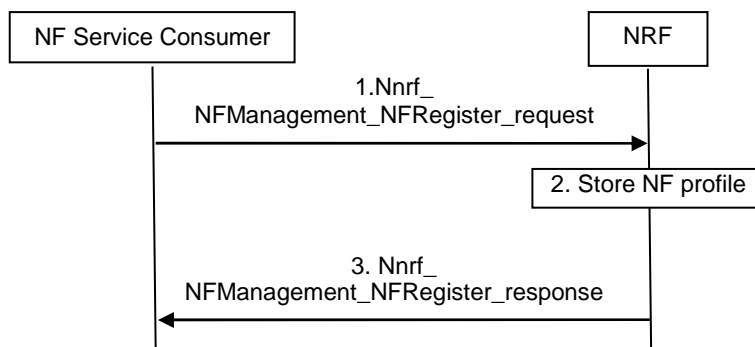 NF Service Consumer
NRF
1.Nnrf_
NFManagement_NFRegister_request
2. Store NF profile
3. Nnrf_
NFManagement_NFRegister_response